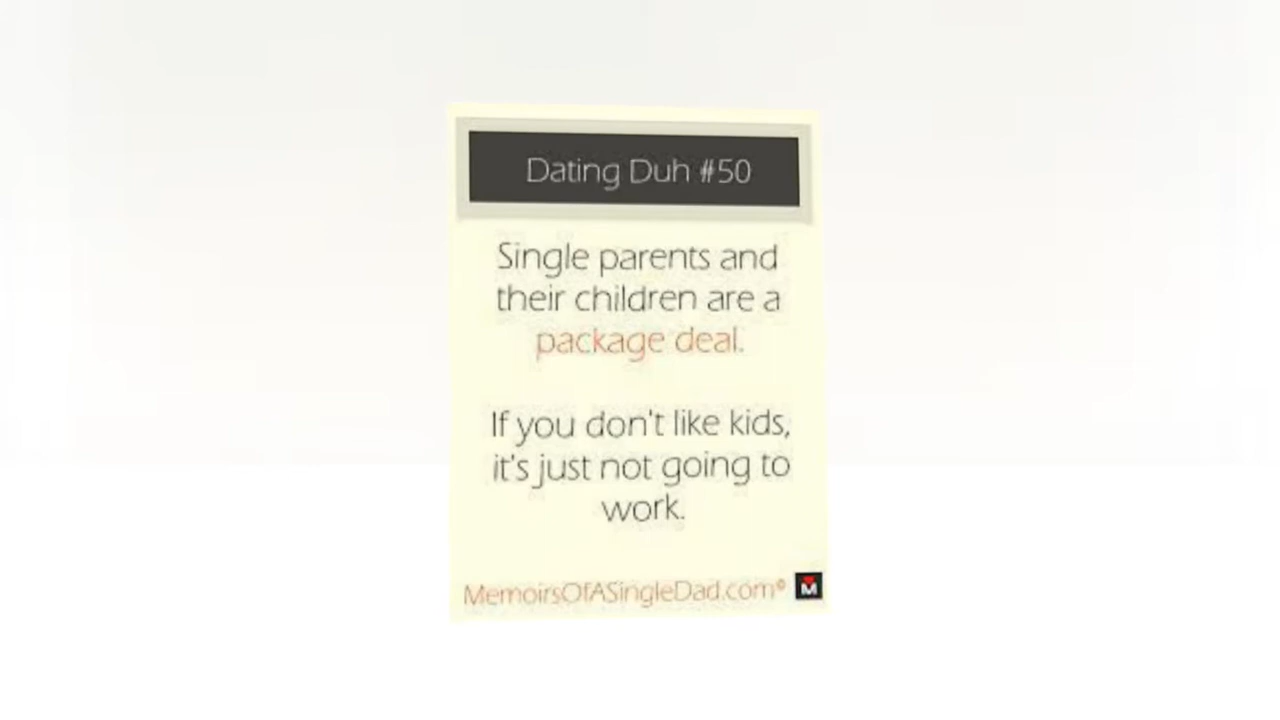 Dating Duh #50
Single parents and
their children are a
package deal.
If you don't like kids,
it's just not going to
work.
MemoirsOfASingleDad.com®
M